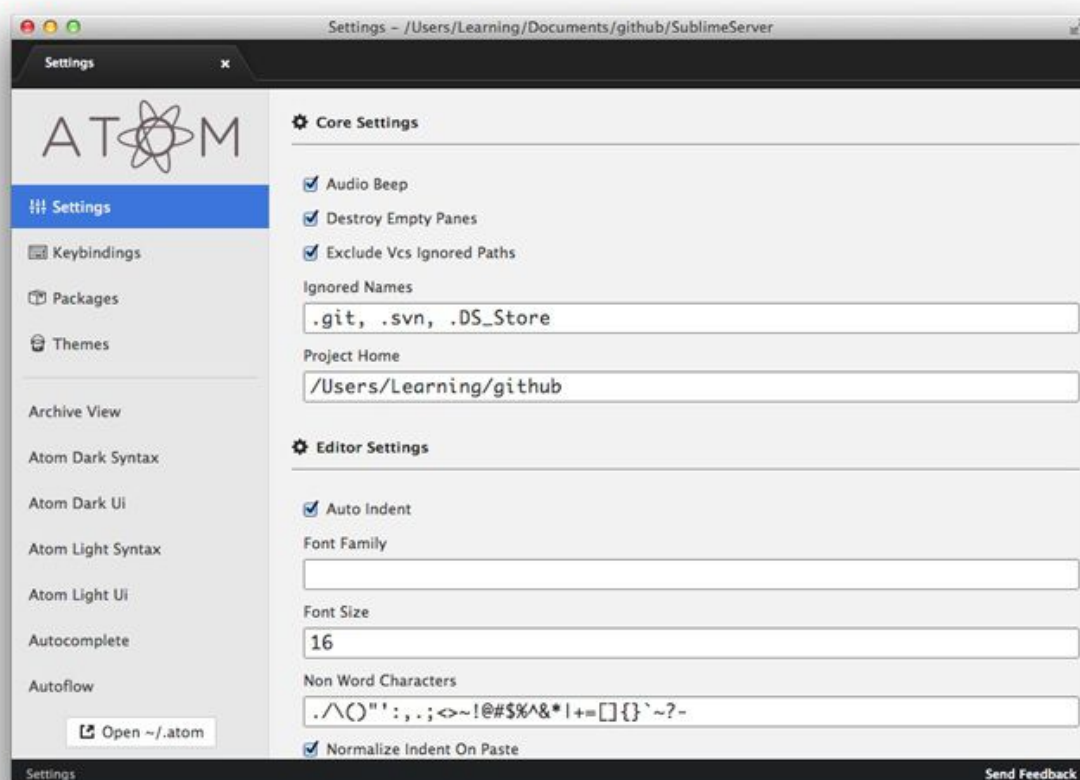 Settings - /Users/Learning/Documents/github/SublimeServer
Settings
ATOM
Settings
Keybindings
Packages
Themes
Archive View
Atom Dark Syntax
Atom Dark Ui
Atom Light Syntax
Atom Light Ui
Autocomplete
Autoflow
Open ~/.atom
Core Settings
Audio Beep
Destroy Empty Panes
Exclude Vcs Ignored Paths
Ignored Names
.git, .svn, .DS_Store
Project Home
/Users/Learning/github
Editor Settings
Auto Indent
Font Family
Font Size
16
Non Word Characters
./\()"':,.;<>~!@#$%^&*|+=[]{}`~?-
Normalize Indent On Paste
Settings
Send Feedback